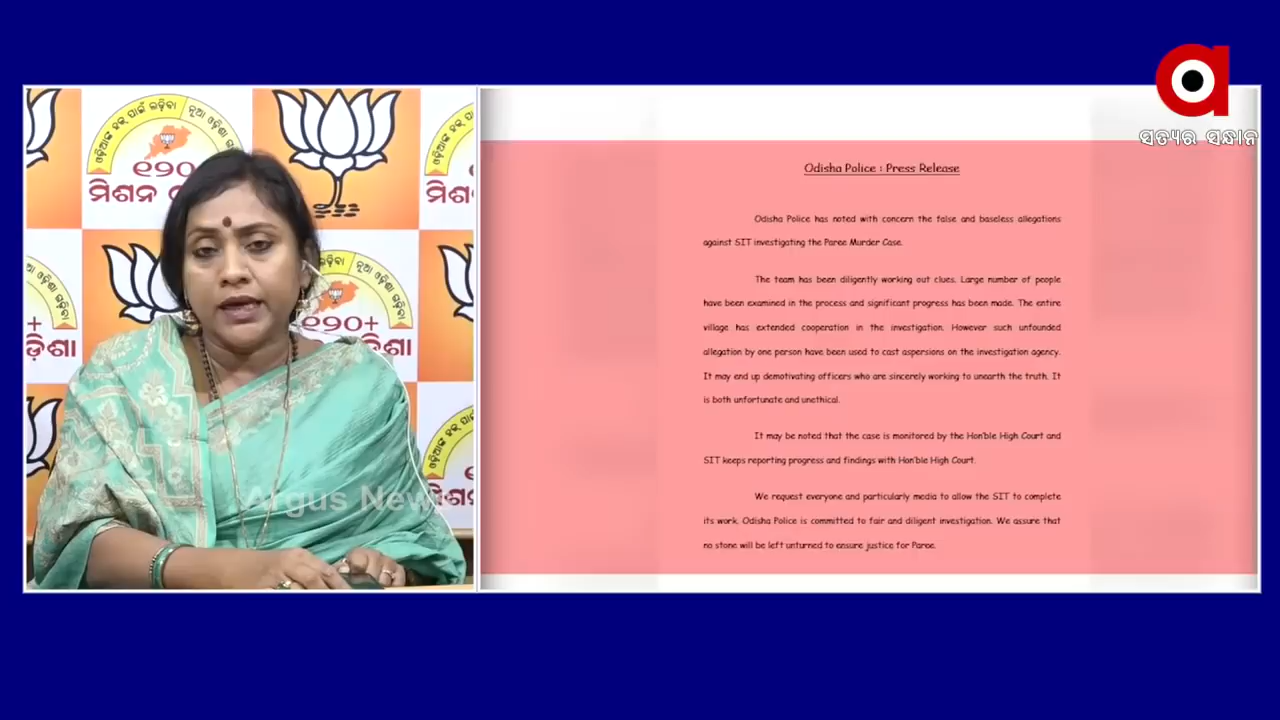 ସତ୍ୟର ସନ୍ଧାନ
ଓଡ଼ିଆଙ୍କ ହକ୍ ପାଇଁ ଲଢ଼ିବା
ନୂଆ ଓଡ଼ିଶା
୧୨୦+
ମିଶନ
୧୨୦+
Argus News
Odisha Police : Press Release
Odisha Police has noted with concern the false and baseless allegations
against SIT investigating the Paree Murder Case.
The team has been diligently working out clues. Large number of people
have been examined in the process and significant progress has been made. The entire
village has extended cooperation in the investigation. However such unfounded
allegation by one person have been used to cast aspersions on the investigation agency.
It may end up demotivating officers who are sincerely working to unearth the truth. It
is both unfortunate and unethical.
It may be noted that the case is monitored by the Hon'ble High Court and
SIT keeps reporting progress and findings with Hon'ble High Court.
We request everyone and particularly media to allow the SIT to complete
its work. Odisha Police is committed to fair and diligent investigation. We assure that
no stone will be left unturned to ensure justice for Paree.